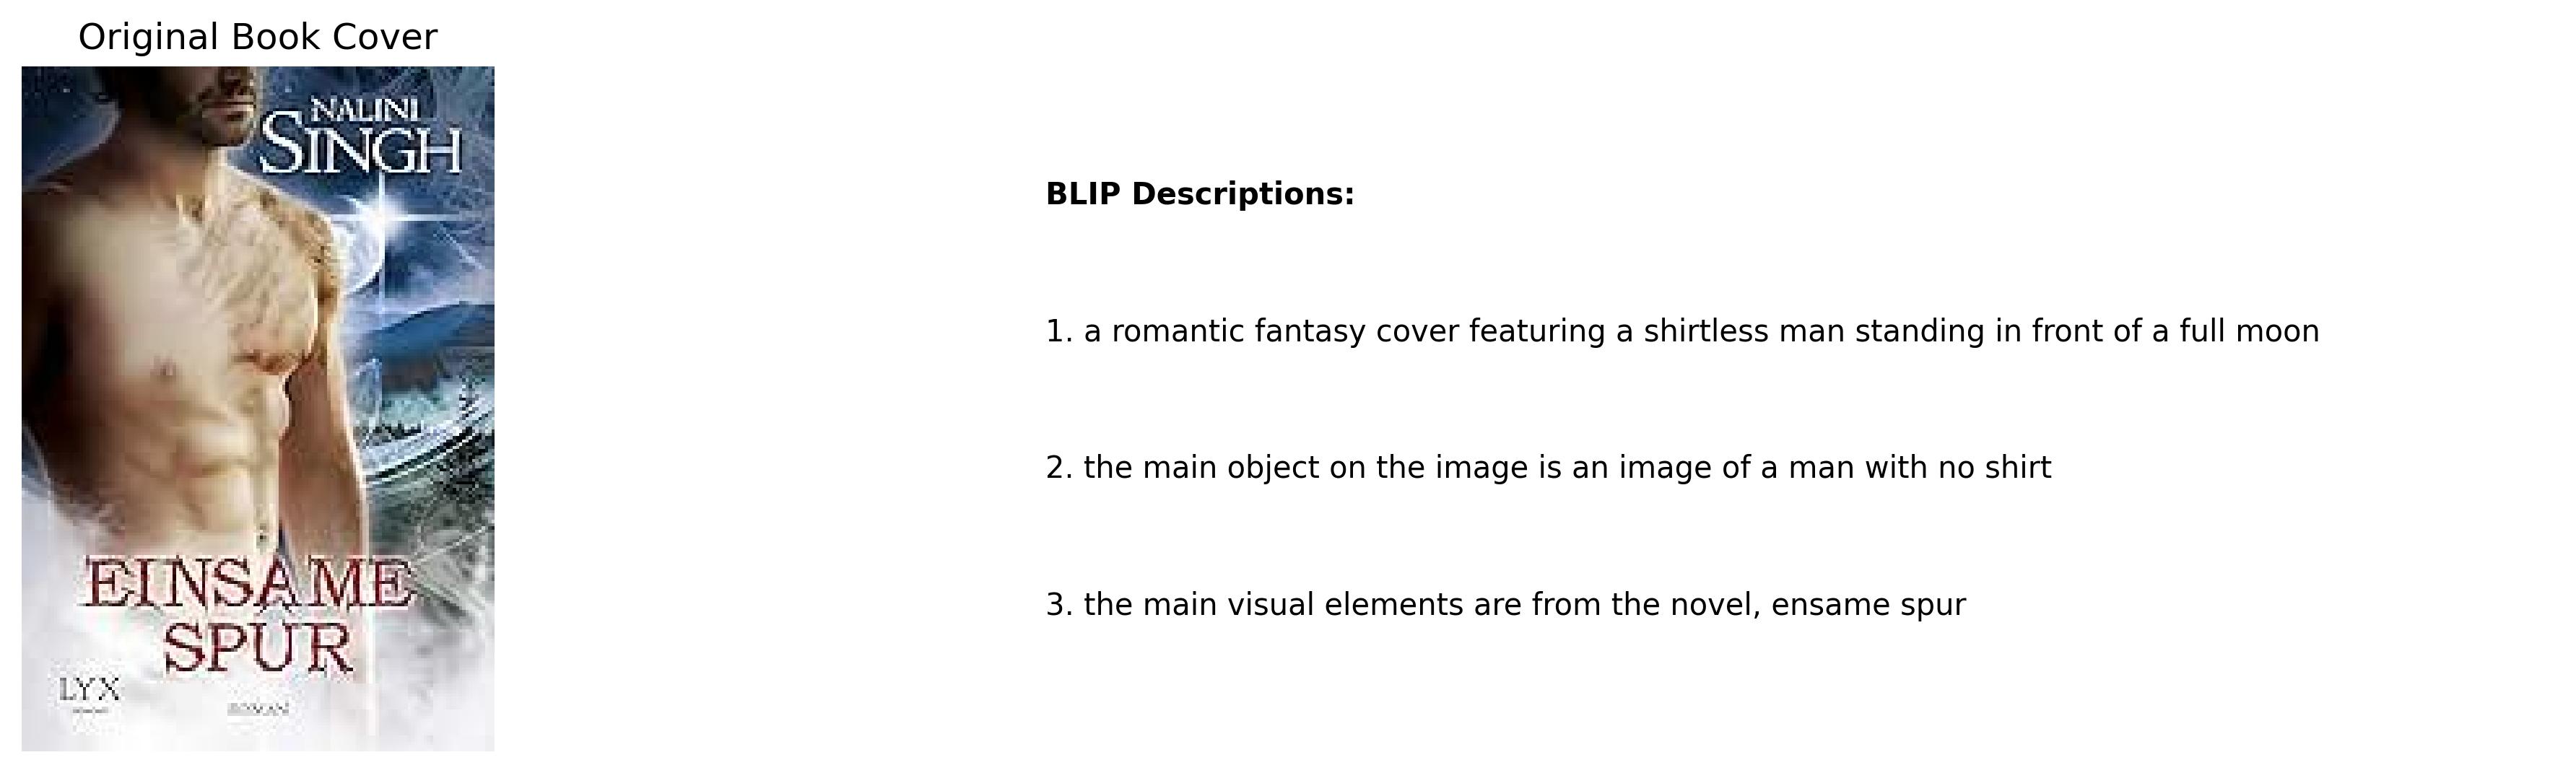 Original Book Cover
NALINI
SINGH
EINSAME
SPUR
LYX
ROMAN
BLIP Descriptions:
1. a romantic fantasy cover featuring a shirtless man standing in front of a full moon
2. the main object on the image is an image of a man with no shirt
3. the main visual elements are from the novel, ensame spur